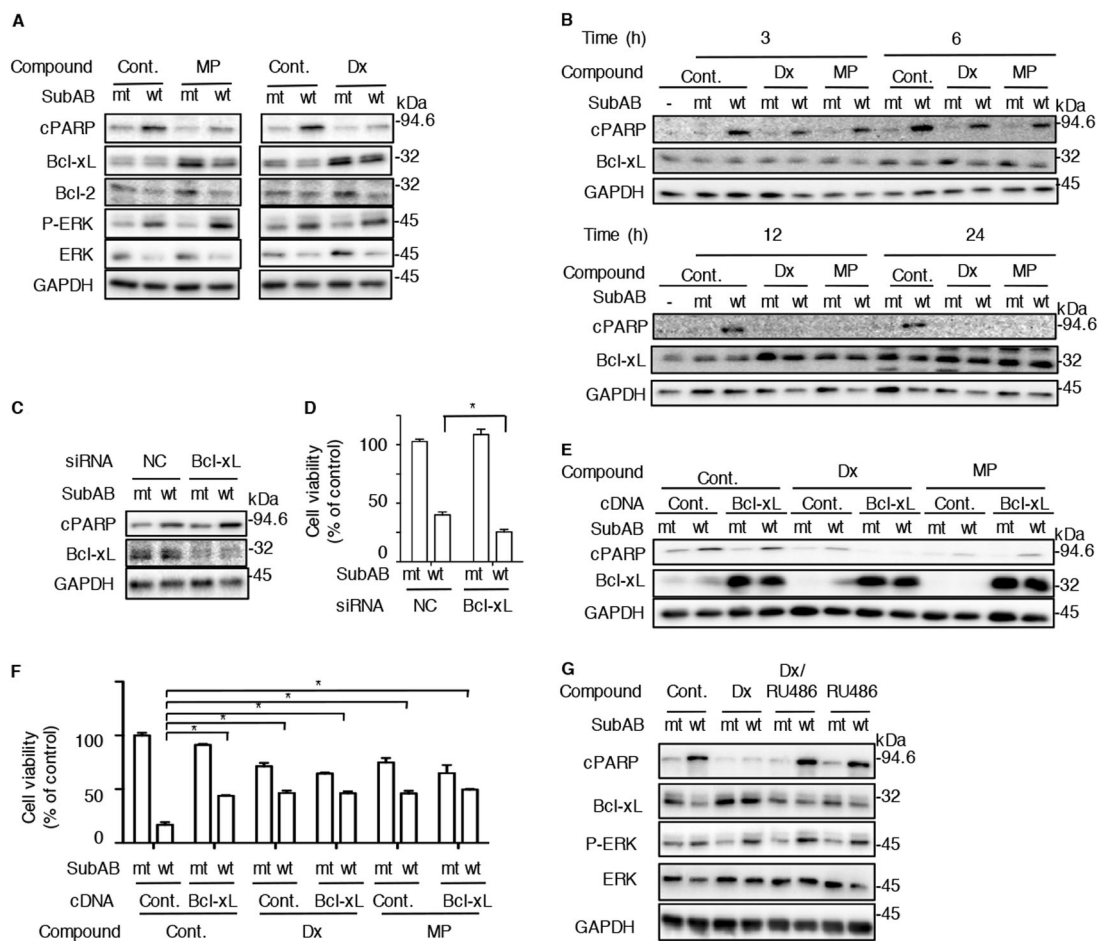 A
Compound Cont. MP Cont. Dx
SubAB mt wt mt wt mt wt mt wt kDa
cPARP -94.6
Bcl-xL -32
Bcl-2 -32
P-ERK -45
ERK -45
GAPDH -45
B
Time (h) 3 6
Compound Cont. Dx MP Cont. Dx MP
SubAB - mt wt mt wt mt wt mt wt mt wt mt wt kDa
cPARP -94.6
Bcl-xL -32
GAPDH -45
Time (h) 12 24
Compound Cont. Dx MP Cont. Dx MP
SubAB - mt wt mt wt mt wt mt wt mt wt mt wt kDa
cPARP -94.6
Bcl-xL -32
GAPDH -45
C
siRNA NC Bcl-xL
SubAB mt wt mt wt kDa
cPARP -94.6
Bcl-xL -32
GAPDH -45
D
*
Cell viability
(% of control)
100
50
0
SubAB mt wt mt wt
siRNA NC Bcl-xL
E
Compound Cont. Dx MP
cDNA Cont. Bcl-xL Cont. Bcl-xL Cont. Bcl-xL
SubAB mt wt mt wt mt wt mt wt mt wt mt wt kDa
cPARP -94.6
Bcl-xL -32
GAPDH -45
F
*
*
*
*
*
Cell viability
(% of control)
100
50
0
SubAB mt wt mt wt mt wt mt wt mt wt mt wt
cDNA Cont. Bcl-xL Cont. Bcl-xL Cont. Bcl-xL
Compound Cont. Dx MP
G
Dx/
Compound Cont. Dx RU486 RU486
SubAB mt wt mt wt mt wt mt wt kDa
cPARP -94.6
Bcl-xL -32
P-ERK -45
ERK -45
GAPDH -45